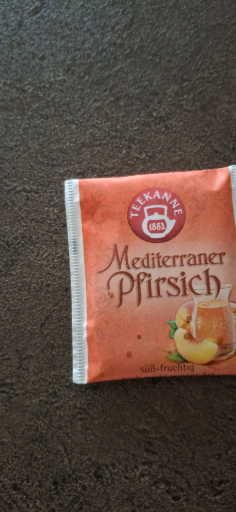 TEEKANNE
1882
Mediterraner
Pfirsich
süß-fruchtig